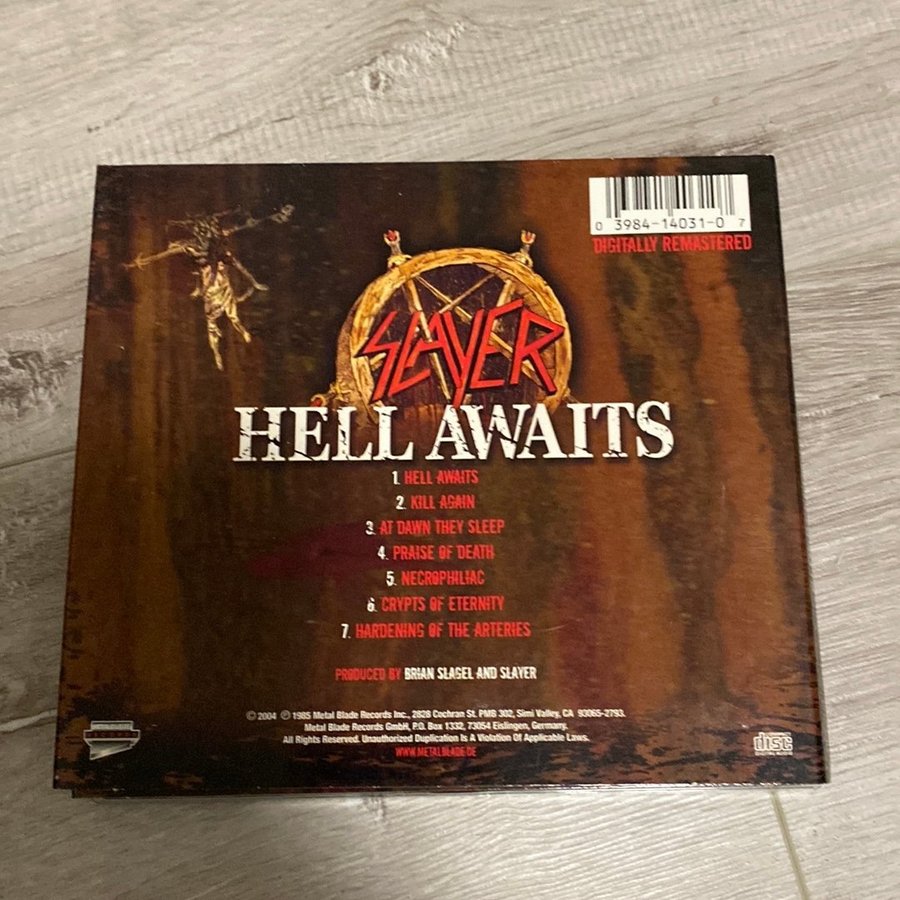 0 3984-14031-0 7
DIGITALLY REMASTERED
SLAYER
HELL AWAITS
1. HELL AWAITS
2. KILL AGAIN
3. AT DAWN THEY SLEEP
4. PRAISE OF DEATH
5. NECROPHILIAC
6. CRYPTS OF ETERNITY
7. HARDENING OF THE ARTERIES
PRODUCED BY BRIAN SLAGEL AND SLAYER
© 2004 ℗ 1985 Metal Blade Records Inc., 2828 Cochran St. PMB 302, Simi Valley, CA 93065-2793.
Metal Blade Records GmbH, P.O. Box 1332, 73054 Eislingen, Germany.
All Rights Reserved. Unauthorized Duplication Is A Violation Of Applicable Laws.
WWW.METALBLADE.DE
RECORDS
disc
DIGITAL AUDIO